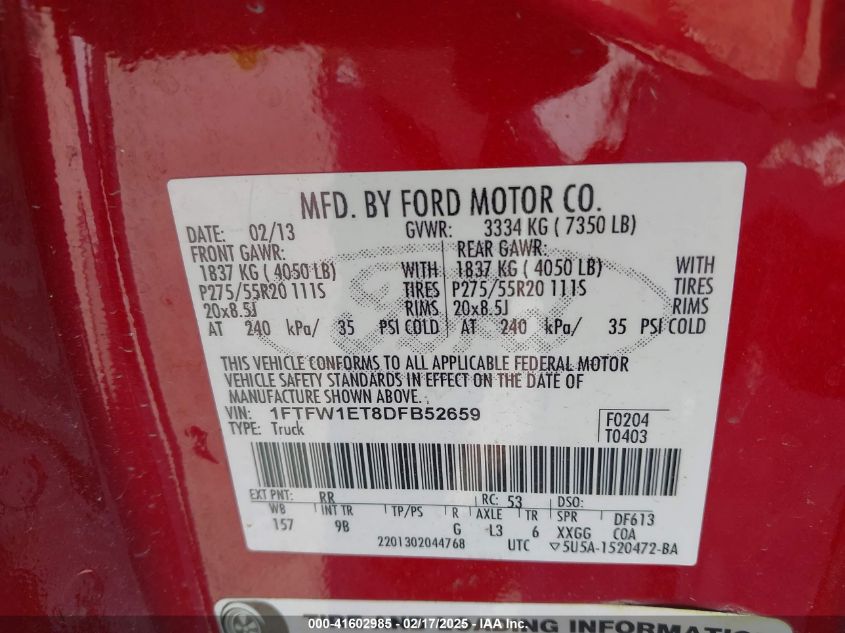 MFD. BY FORD MOTOR CO.
DATE: 02/13 GVWR: 3334 KG ( 7350 LB)
FRONT GAWR: REAR GAWR:
1837 KG ( 4050 LB) WITH 1837 KG ( 4050 LB) WITH
P275/55R20 111S TIRES P275/55R20 111S TIRES
20x8.5J RIMS 20x8.5J RIMS
AT 240 kPa/ 35 PSI COLD AT 240 kPa/ 35 PSI COLD
THIS VEHICLE CONFORMS TO ALL APPLICABLE FEDERAL MOTOR
VEHICLE SAFETY STANDARDS IN EFFECT ON THE DATE OF
MANUFACTURE SHOWN ABOVE.
VIN: 1FTFW1ET8DFB52659 F0204
TYPE: Truck T0403
EXT PNT: RR RC: 53 DSO:
WB INT TR TP/PS R AXLE TR SPR DF613
157 9B G L3 6 XXGG COA
2201302044768 UTC ▽5U5A-1520472-BA
INFORMATION
000-41602985 - 02/17/2025 - IAA Inc.